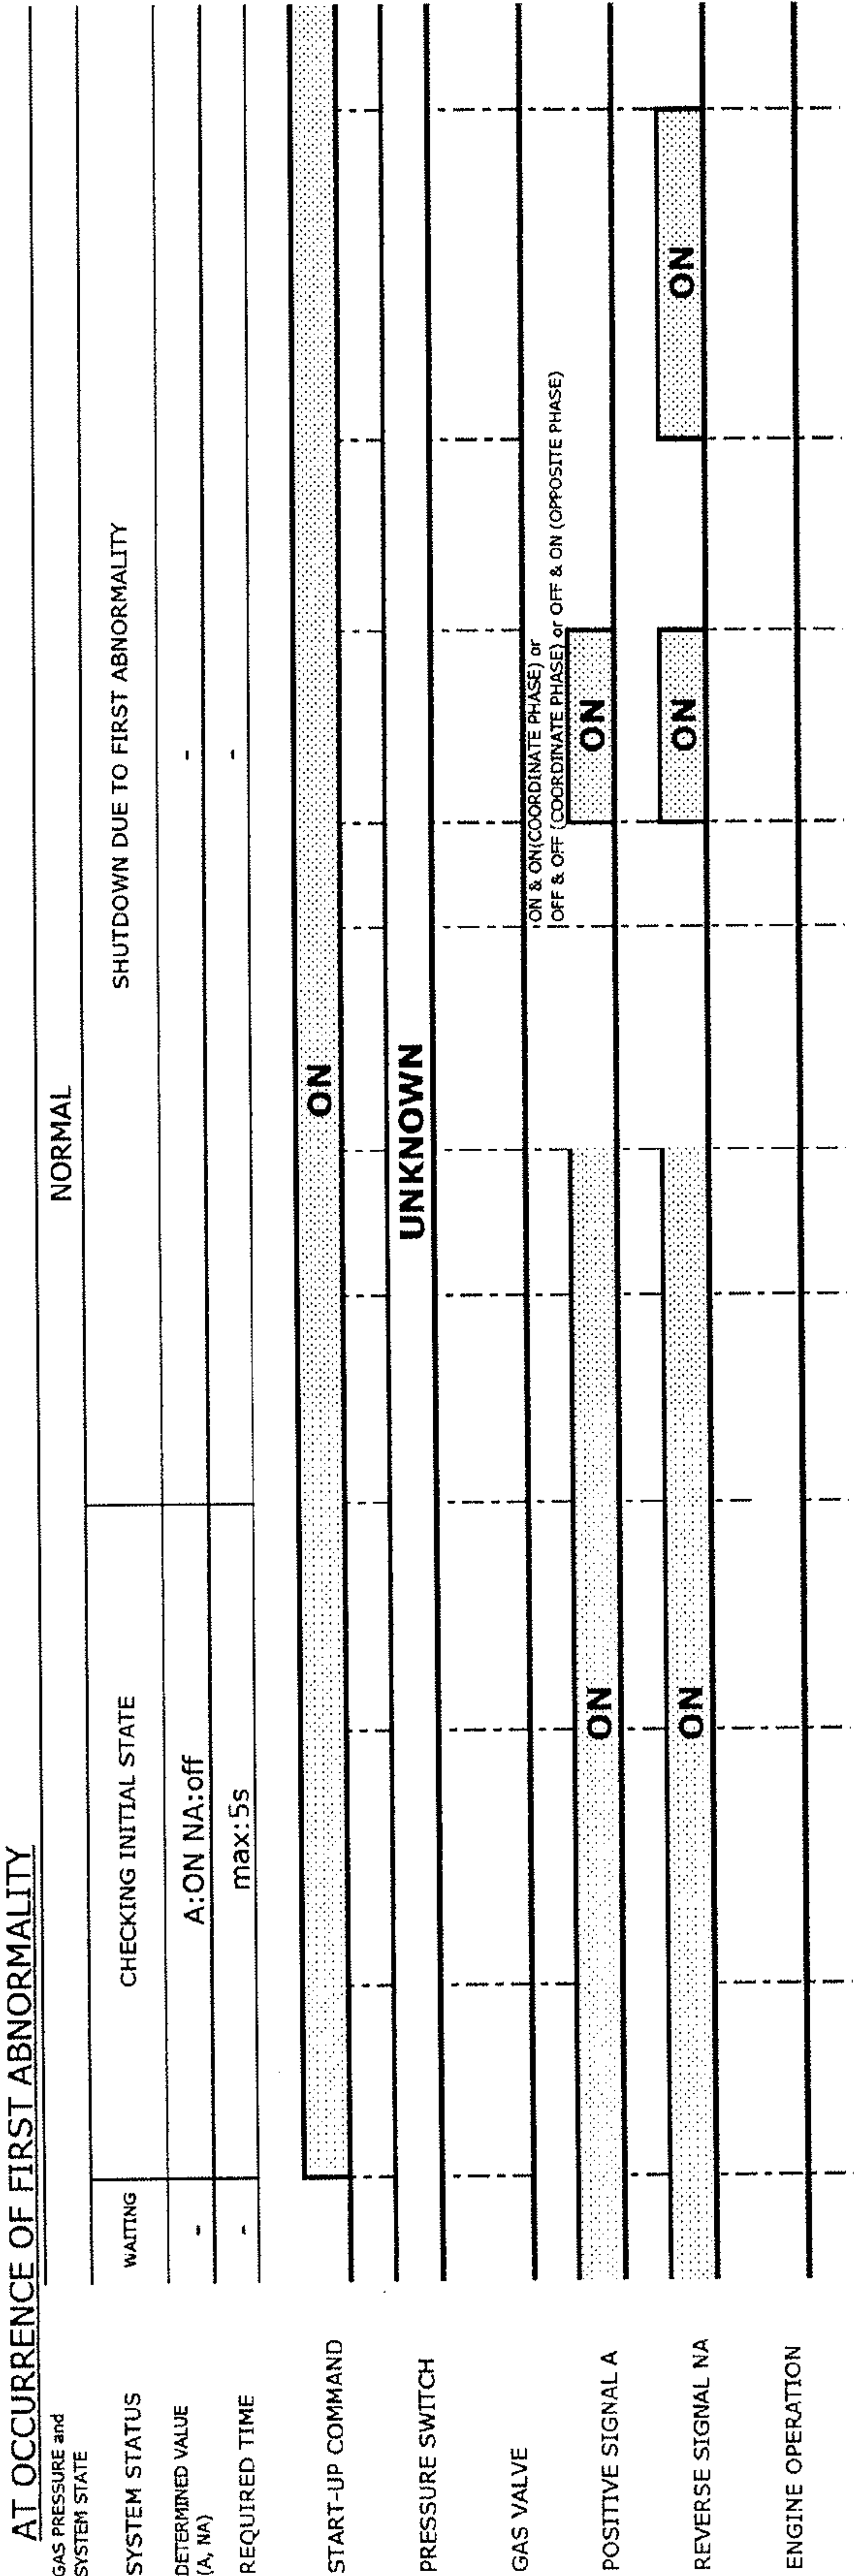 AT OCCURRENCE OF FIRST ABNORMALITY
GAS PRESSURE and
SYSTEM STATE
NORMAL
SYSTEM STATUS
WAITING
CHECKING INITIAL STATE
SHUTDOWN DUE TO FIRST ABNORMALITY
DETERMINED VALUE
(A, NA)
-
A:ON NA:off
-
REQUIRED TIME
-
max:5s
-
START-UP COMMAND
ON
PRESSURE SWITCH
UNKNOWN
GAS VALVE
ON & ON(COORDINATE PHASE) or
OFF & OFF (COORDINATE PHASE) or OFF & ON (OPPOSITE PHASE)
POSITIVE SIGNAL A
ON
ON
REVERSE SIGNAL NA
ON
ON
ON
ENGINE OPERATION